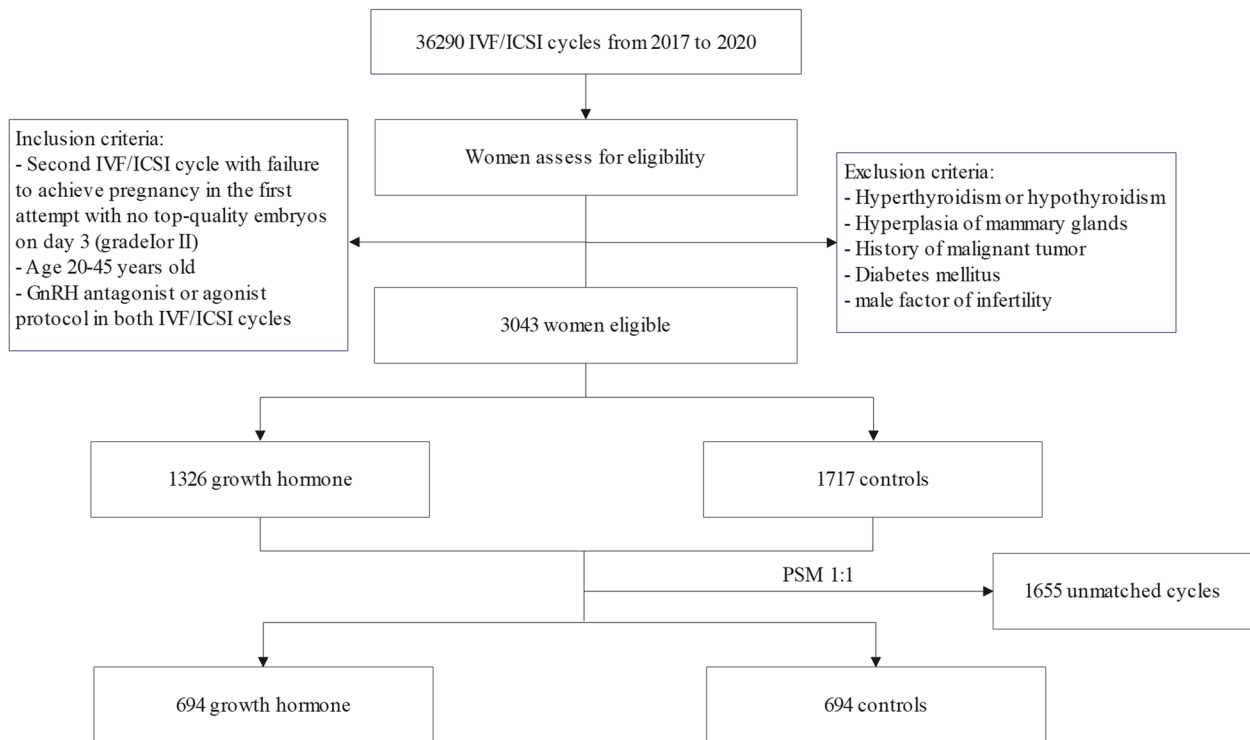 36290 IVF/ICSI cycles from 2017 to 2020
Women assess for eligibility
Inclusion criteria:
- Second IVF/ICSI cycle with failure
to achieve pregnancy in the first
attempt with no top-quality embryos
on day 3 (gradeIor II)
- Age 20-45 years old
- GnRH antagonist or agonist
protocol in both IVF/ICSI cycles
Exclusion criteria:
- Hyperthyroidism or hypothyroidism
- Hyperplasia of mammary glands
- History of malignant tumor
- Diabetes mellitus
- male factor of infertility
3043 women eligible
1326 growth hormone
1717 controls
PSM 1:1
1655 unmatched cycles
694 growth hormone
694 controls